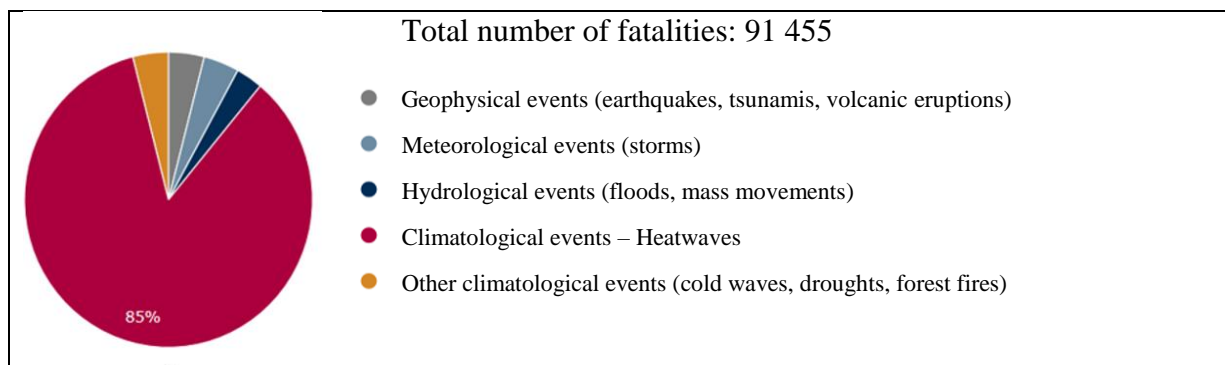 Total number of fatalities: 91 455
Geophysical events (earthquakes, tsunamis, volcanic eruptions)
Meteorological events (storms)
Hydrological events (floods, mass movements)
Climatological events – Heatwaves
Other climatological events (cold waves, droughts, forest fires)
85%